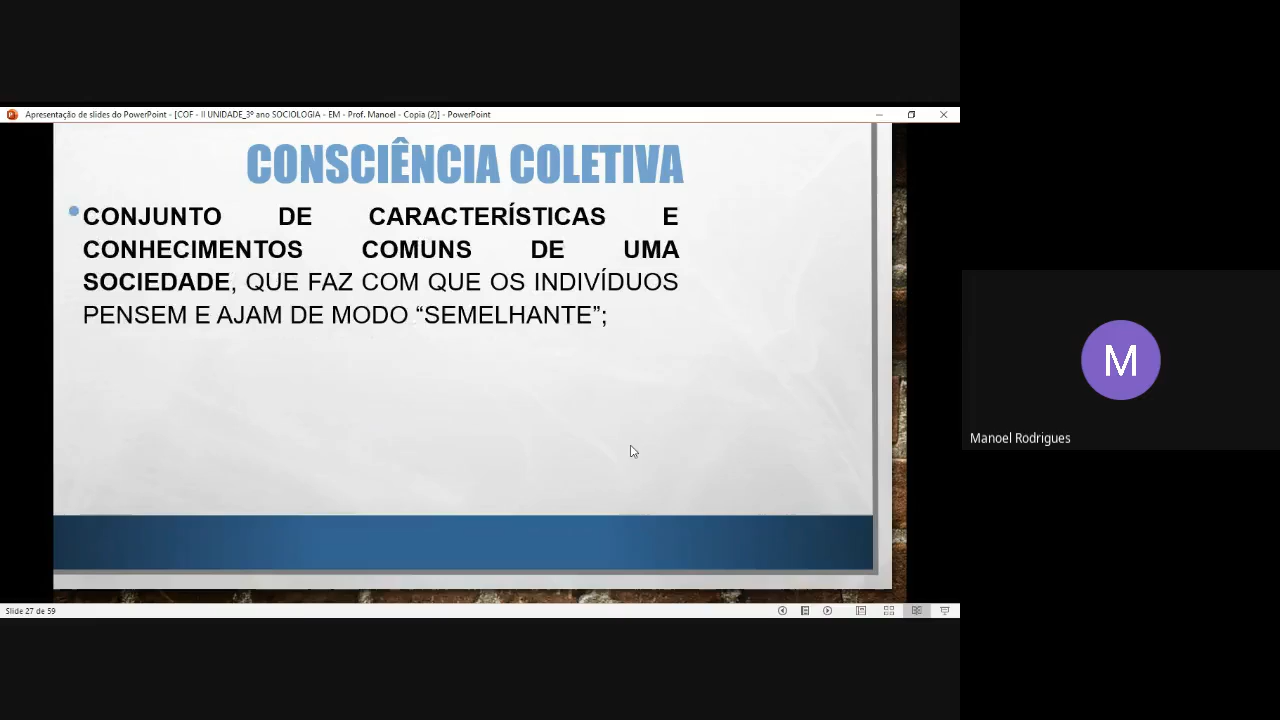 Apresentação de slides do PowerPoint - [COF - II UNIDADE_3º ano SOCIOLOGIA - EM - Prof. Manoel - Copia (2)] - PowerPoint
CONSCIÊNCIA COLETIVA
• CONJUNTO DE CARACTERÍSTICAS E
CONHECIMENTOS COMUNS DE UMA
SOCIEDADE, QUE FAZ COM QUE OS INDIVÍDUOS
PENSEM E AJAM DE MODO “SEMELHANTE”;
M
Manoel Rodrigues
Slide 27 de 59